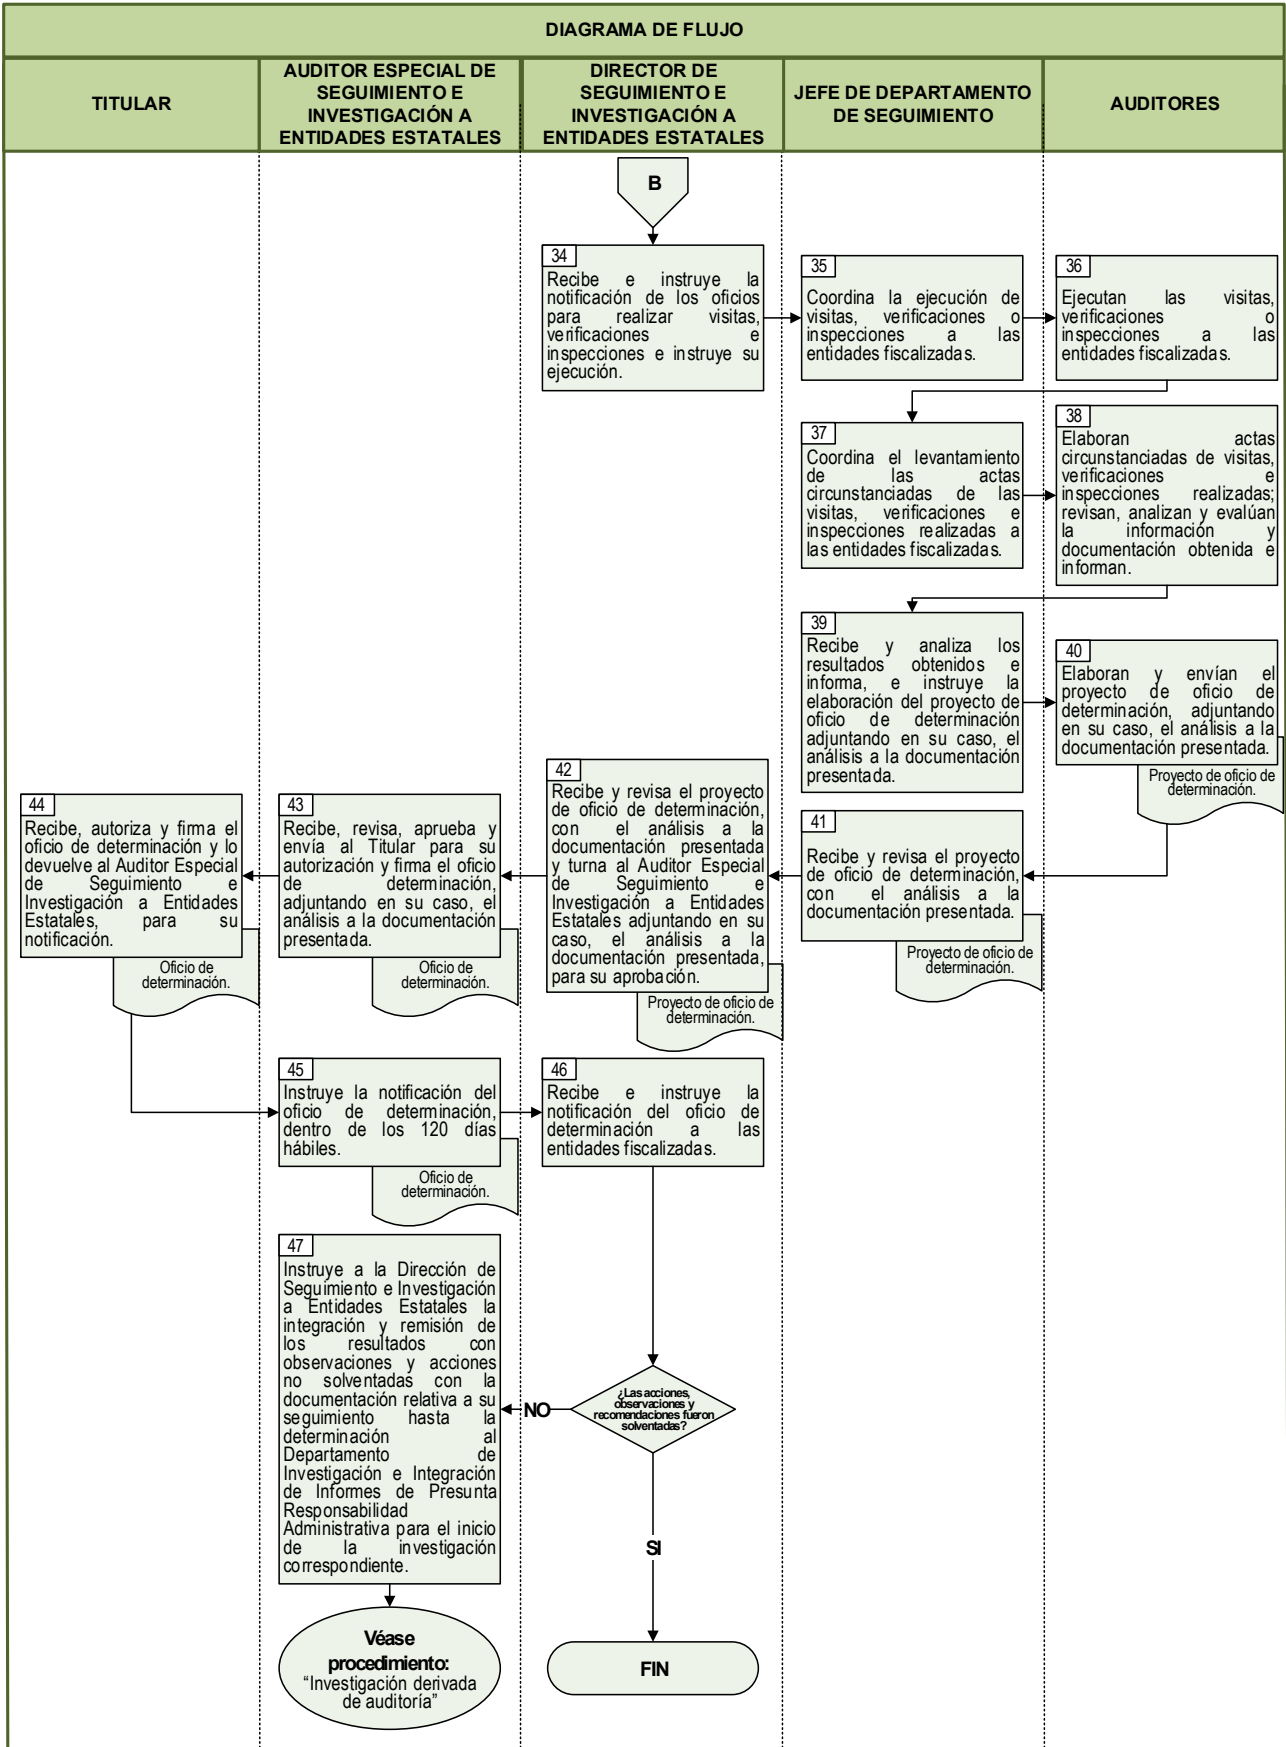 DIAGRAMA DE FLUJO
TITULAR
AUDITOR ESPECIAL DE
SEGUIMIENTO E
INVESTIGACIÓN A
ENTIDADES ESTATALES
DIRECTOR DE
SEGUIMIENTO E
INVESTIGACIÓN A
ENTIDADES ESTATALES
JEFE DE DEPARTAMENTO
DE SEGUIMIENTO
AUDITORES
B
34
Recibe e instruye la
notificación de los oficios
para realizar visitas,
verificaciones e
inspecciones e instruye su
ejecución.
35
Coordina la ejecución de
visitas, verificaciones o
inspecciones a las
entidades fiscalizadas.
36
Ejecutan las visitas,
verificaciones o
inspecciones a las
entidades fiscalizadas.
37
Coordina el levantamiento
de las actas
circunstanciadas de las
visitas, verificaciones e
inspecciones realizadas a
las entidades fiscalizadas.
38
Elaboran actas
circunstanciadas de visitas,
verificaciones e
inspecciones realizadas;
revisan, analizan y evalúan
la información y
documentación obtenida e
informan.
39
Recibe y analiza los
resultados obtenidos e
informa, e instruye la
elaboración del proyecto de
oficio de determinación
adjuntando en su caso, el
análisis a la documentación
presentada.
40
Elaboran y envían el
proyecto de oficio de
determinación, adjuntando
en su caso, el análisis a la
documentación presentada.
Proyecto de oficio de
determinación.
41
Recibe y revisa el proyecto
de oficio de determinación,
con el análisis a la
documentación presentada.
Proyecto de oficio de
determinación.
42
Recibe y revisa el proyecto
de oficio de determinación,
con el análisis a la
documentación presentada
y turna al Auditor Especial
de Seguimiento e
Investigación a Entidades
Estatales adjuntando en su
caso, el análisis a la
documentación presentada,
para su aprobación.
Proyecto de oficio de
determinación.
43
Recibe, revisa, aprueba y
envía al Titular para su
autorización y firma el oficio
de determinación,
adjuntando en su caso, el
análisis a la documentación
presentada.
Oficio de
determinación.
44
Recibe, autoriza y firma el
oficio de determinación y lo
devuelve al Auditor Especial
de Seguimiento e
Investigación a Entidades
Estatales, para su
notificación.
Oficio de
determinación.
45
Instruye la notificación del
oficio de determinación,
dentro de los 120 días
hábiles.
Oficio de
determinación.
46
Recibe e instruye la
notificación del oficio de
determinación a las
entidades fiscalizadas.
¿Las acciones,
observaciones y
recomendaciones fueron
solventadas?
NO
47
Instruye a la Dirección de
Seguimiento e Investigación
a Entidades Estatales la
integración y remisión de
los resultados con
observaciones y acciones
no solventadas con la
documentación relativa a su
seguimiento hasta la
determinación al
Departamento de
Investigación e Integración
de Informes de Presunta
Responsabilidad
Administrativa para el inicio
de la investigación
correspondiente.
SI
Véase
procedimiento:
“Investigación derivada
de auditoría”
FIN